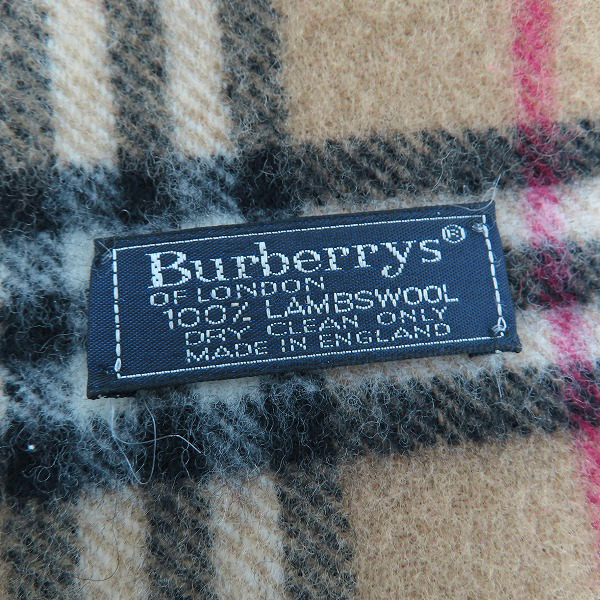 Burberrys®
OF LONDON
100% LAMBSWOOL
DRY CLEAN ONLY
MADE IN ENGLAND